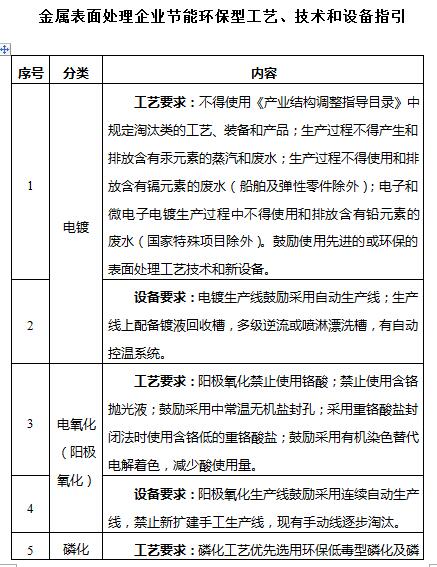 金属表面处理企业节能环保型工艺、技术和设备指引
序号 分类 内容
1
电镀
工艺要求：不得使用《产业结构调整指导目录》中
规定淘汰类的工艺、装备和产品；生产过程不得产生和
排放含有汞元素的蒸汽和废水；生产过程不得使用和排
放含有镉元素的废水（船舶及弹性零件除外）；电子和
微电子电镀生产过程中不得使用和排放含有铅元素的
废水（国家特殊项目除外）。鼓励使用先进的或环保的
表面处理工艺技术和新设备。
2
设备要求：电镀生产线鼓励采用自动生产线；生产
线上配备镀液回收槽，多级逆流或喷淋漂洗槽，有自动
控温系统。
3
电氧化
（阳极
氧化）
工艺要求：阳极氧化禁止使用铬酸；禁止使用含铬
抛光液；鼓励采用中常温无机盐封孔；采用重铬酸盐封
闭法时使用含铬低的重铬酸盐；鼓励采用有机染色替代
电解着色，减少酸使用量。
4
设备要求：阳极氧化生产线鼓励采用连续自动生产
线，禁止新扩建手工生产线，现有手动线逐步淘汰。
5 磷化 工艺要求：磷化工艺优先选用环保低毒型磷化及磷